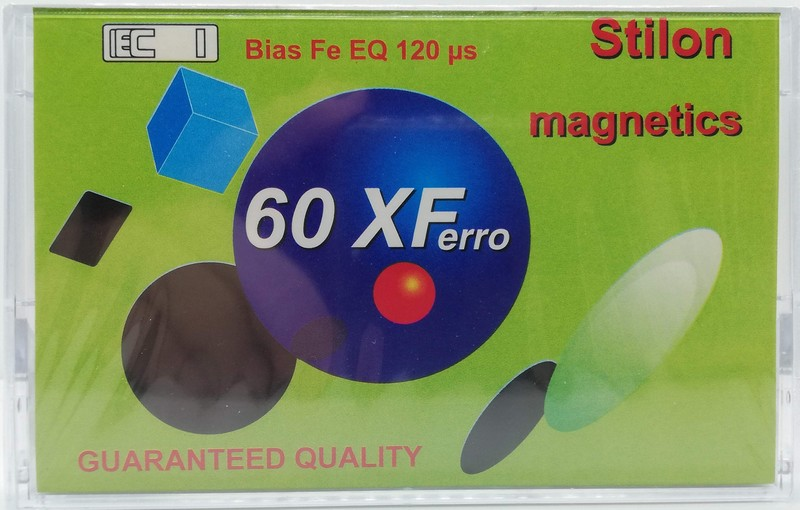 IEC I
Bias Fe EQ 120 µs
Stilon
magnetics
60 XFerro
GUARANTEED QUALITY